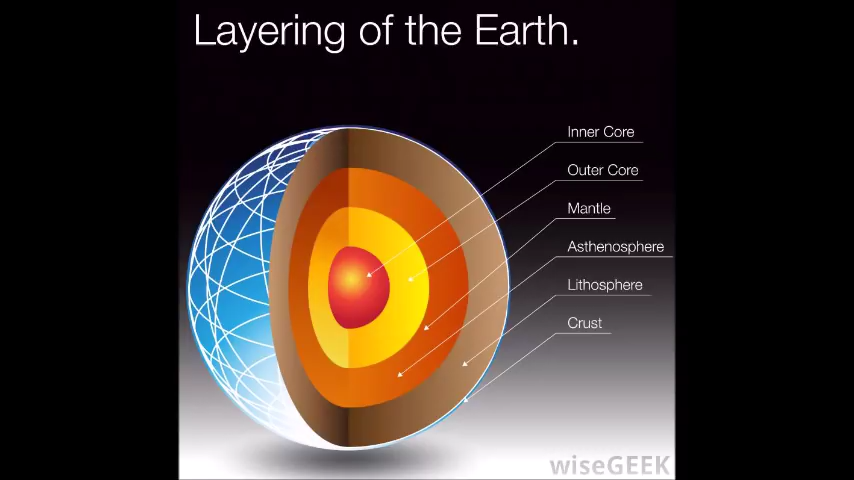 Layering of the Earth.
Inner Core
Outer Core
Mantle
Asthenosphere
Lithosphere
Crust
wiseGEEK